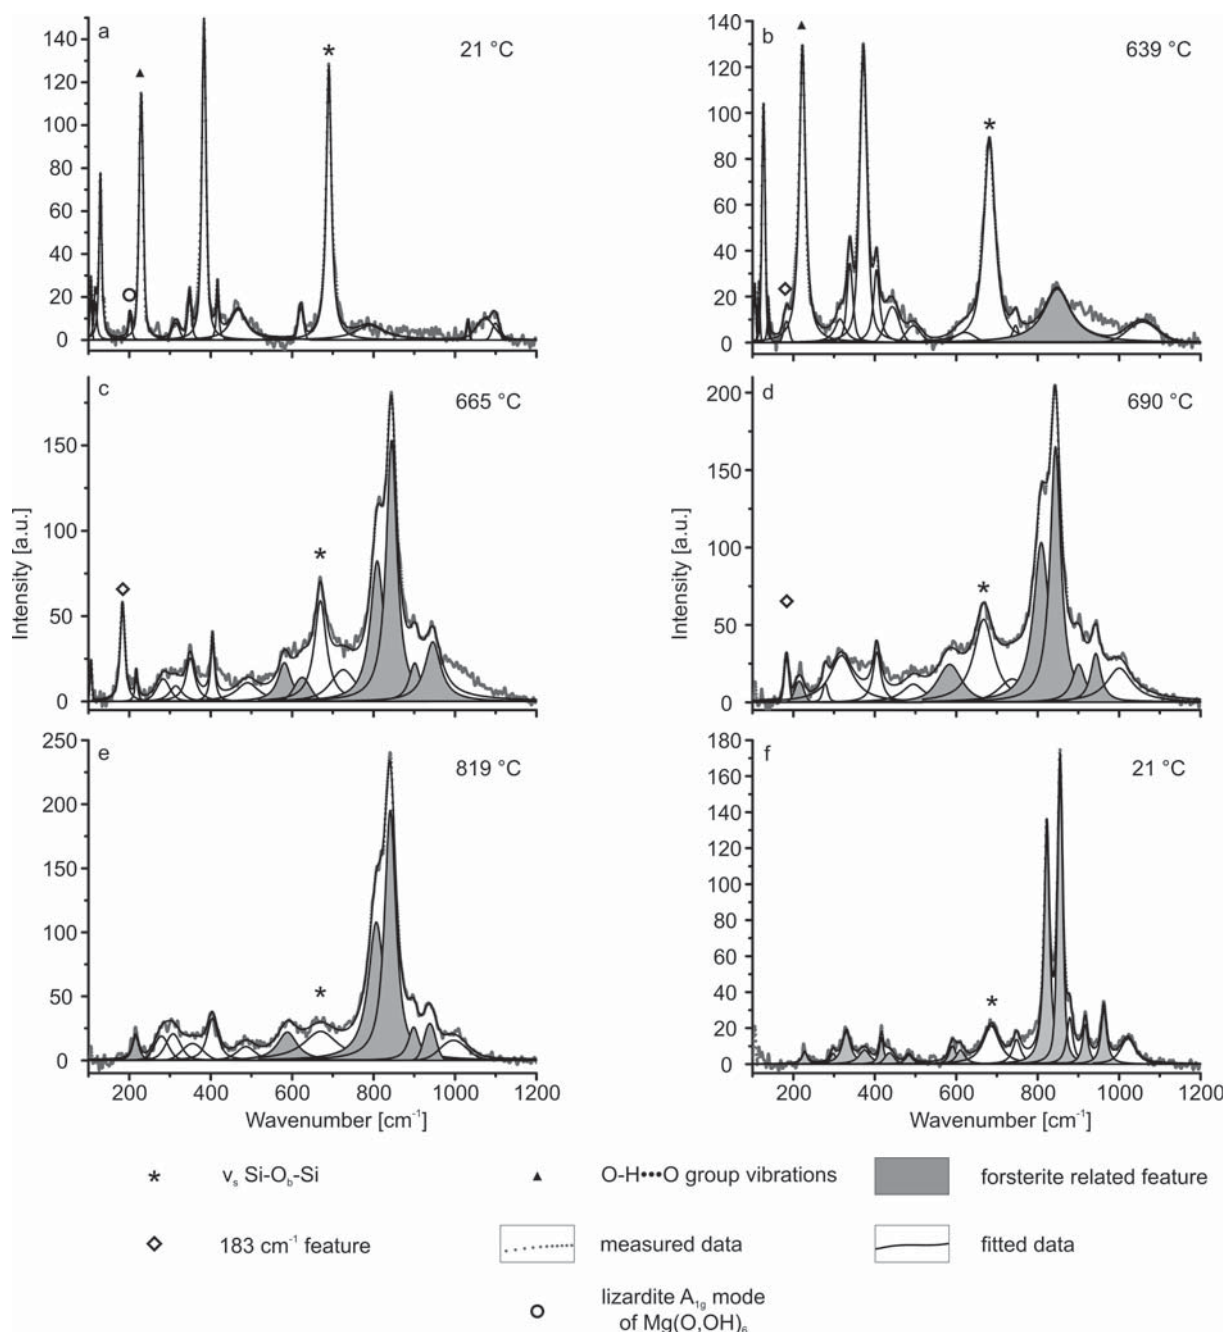 a
21 °C
140
120
100
80
60
40
20
0
b
639 °C
140
120
100
80
60
40
20
0
c
665 °C
150
100
50
0
d
690 °C
200
150
100
50
0
Intensity [a.u.]
Intensity [a.u.]
e
819 °C
250
200
150
100
50
0
f
21 °C
180
160
140
120
100
80
60
40
20
0
200 400 600 800 1000 1200
200 400 600 800 1000 1200
Wavenumber [cm⁻¹]
Wavenumber [cm⁻¹]
* νₛ Si-O_b-Si
▲ O-H•••O group vibrations
forsterite related feature
◇ 183 cm⁻¹ feature
measured data
fitted data
○ lizardite A₁g mode
of Mg(O,OH)₆